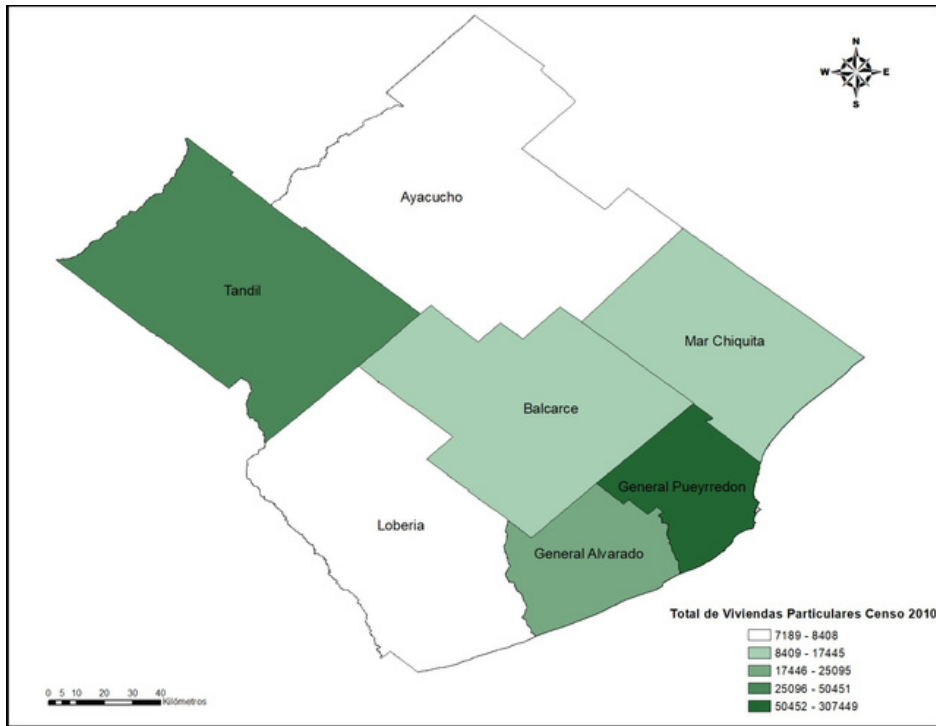 N
W E
S
Ayacucho
Tandil
Mar Chiquita
Balcarce
General Pueyrredon
Loberia
General Alvarado
Total de Viviendas Particulares Censo 2010
7189 - 8408
8409 - 17445
17446 - 25095
25096 - 50451
50452 - 307449
0 5 10 20 30 40
Kilómetros